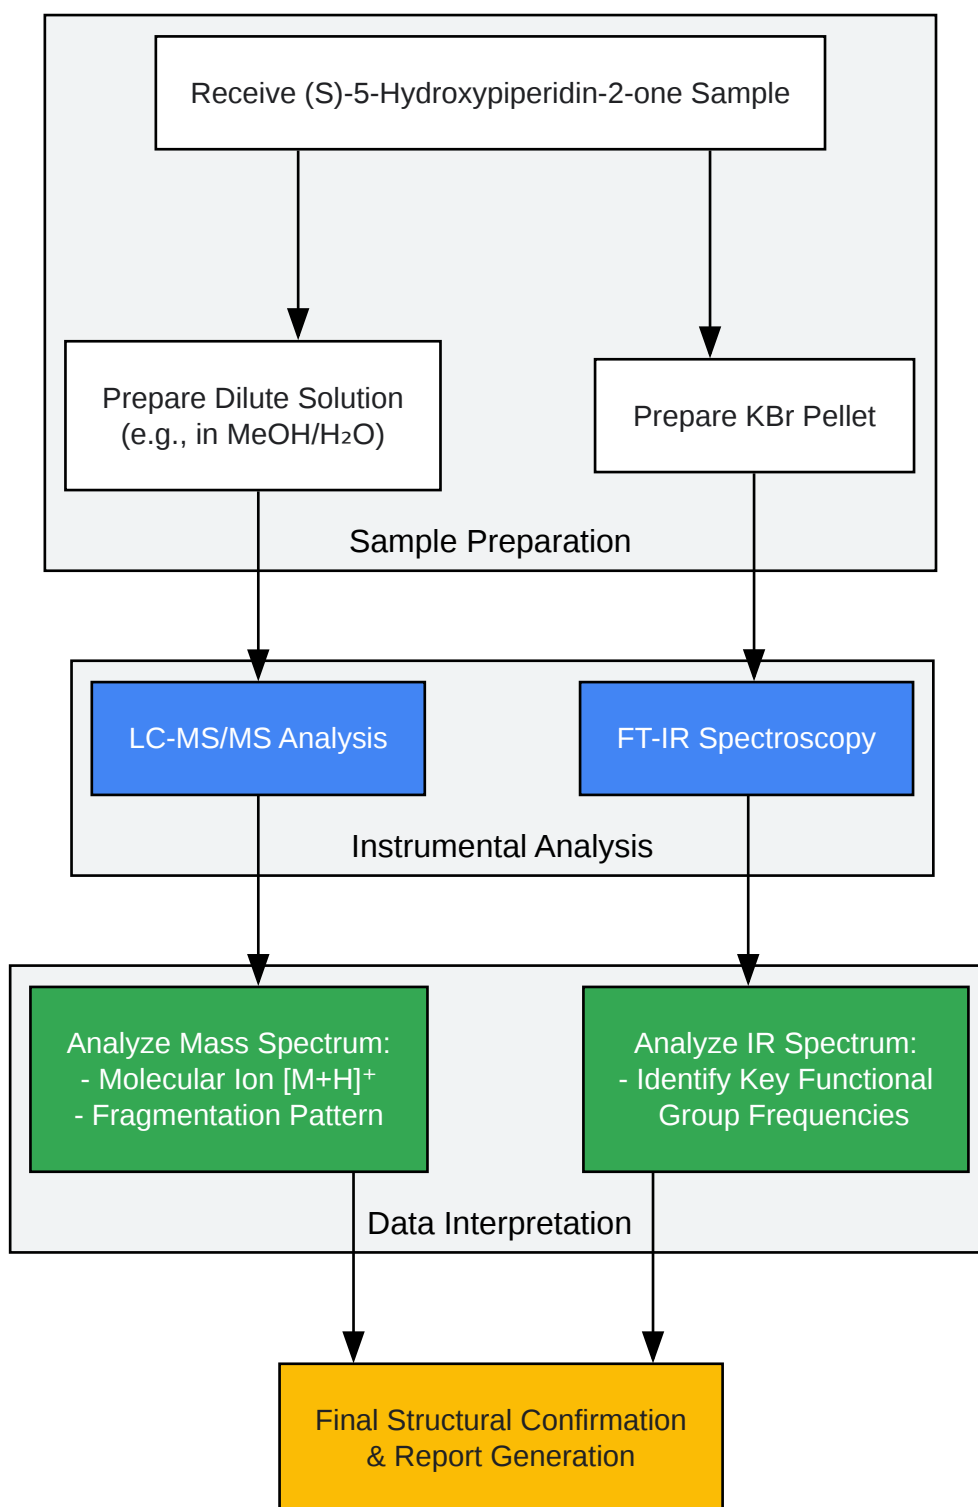 Receive (S)-5-Hydroxypiperidin-2-one Sample
Prepare Dilute Solution
(e.g., in MeOH/H₂O)
Prepare KBr Pellet
Sample Preparation
LC-MS/MS Analysis
FT-IR Spectroscopy
Instrumental Analysis
Analyze Mass Spectrum:
- Molecular Ion [M+H]⁺
- Fragmentation Pattern
Analyze IR Spectrum:
- Identify Key Functional
Group Frequencies
Data Interpretation
Final Structural Confirmation
& Report Generation